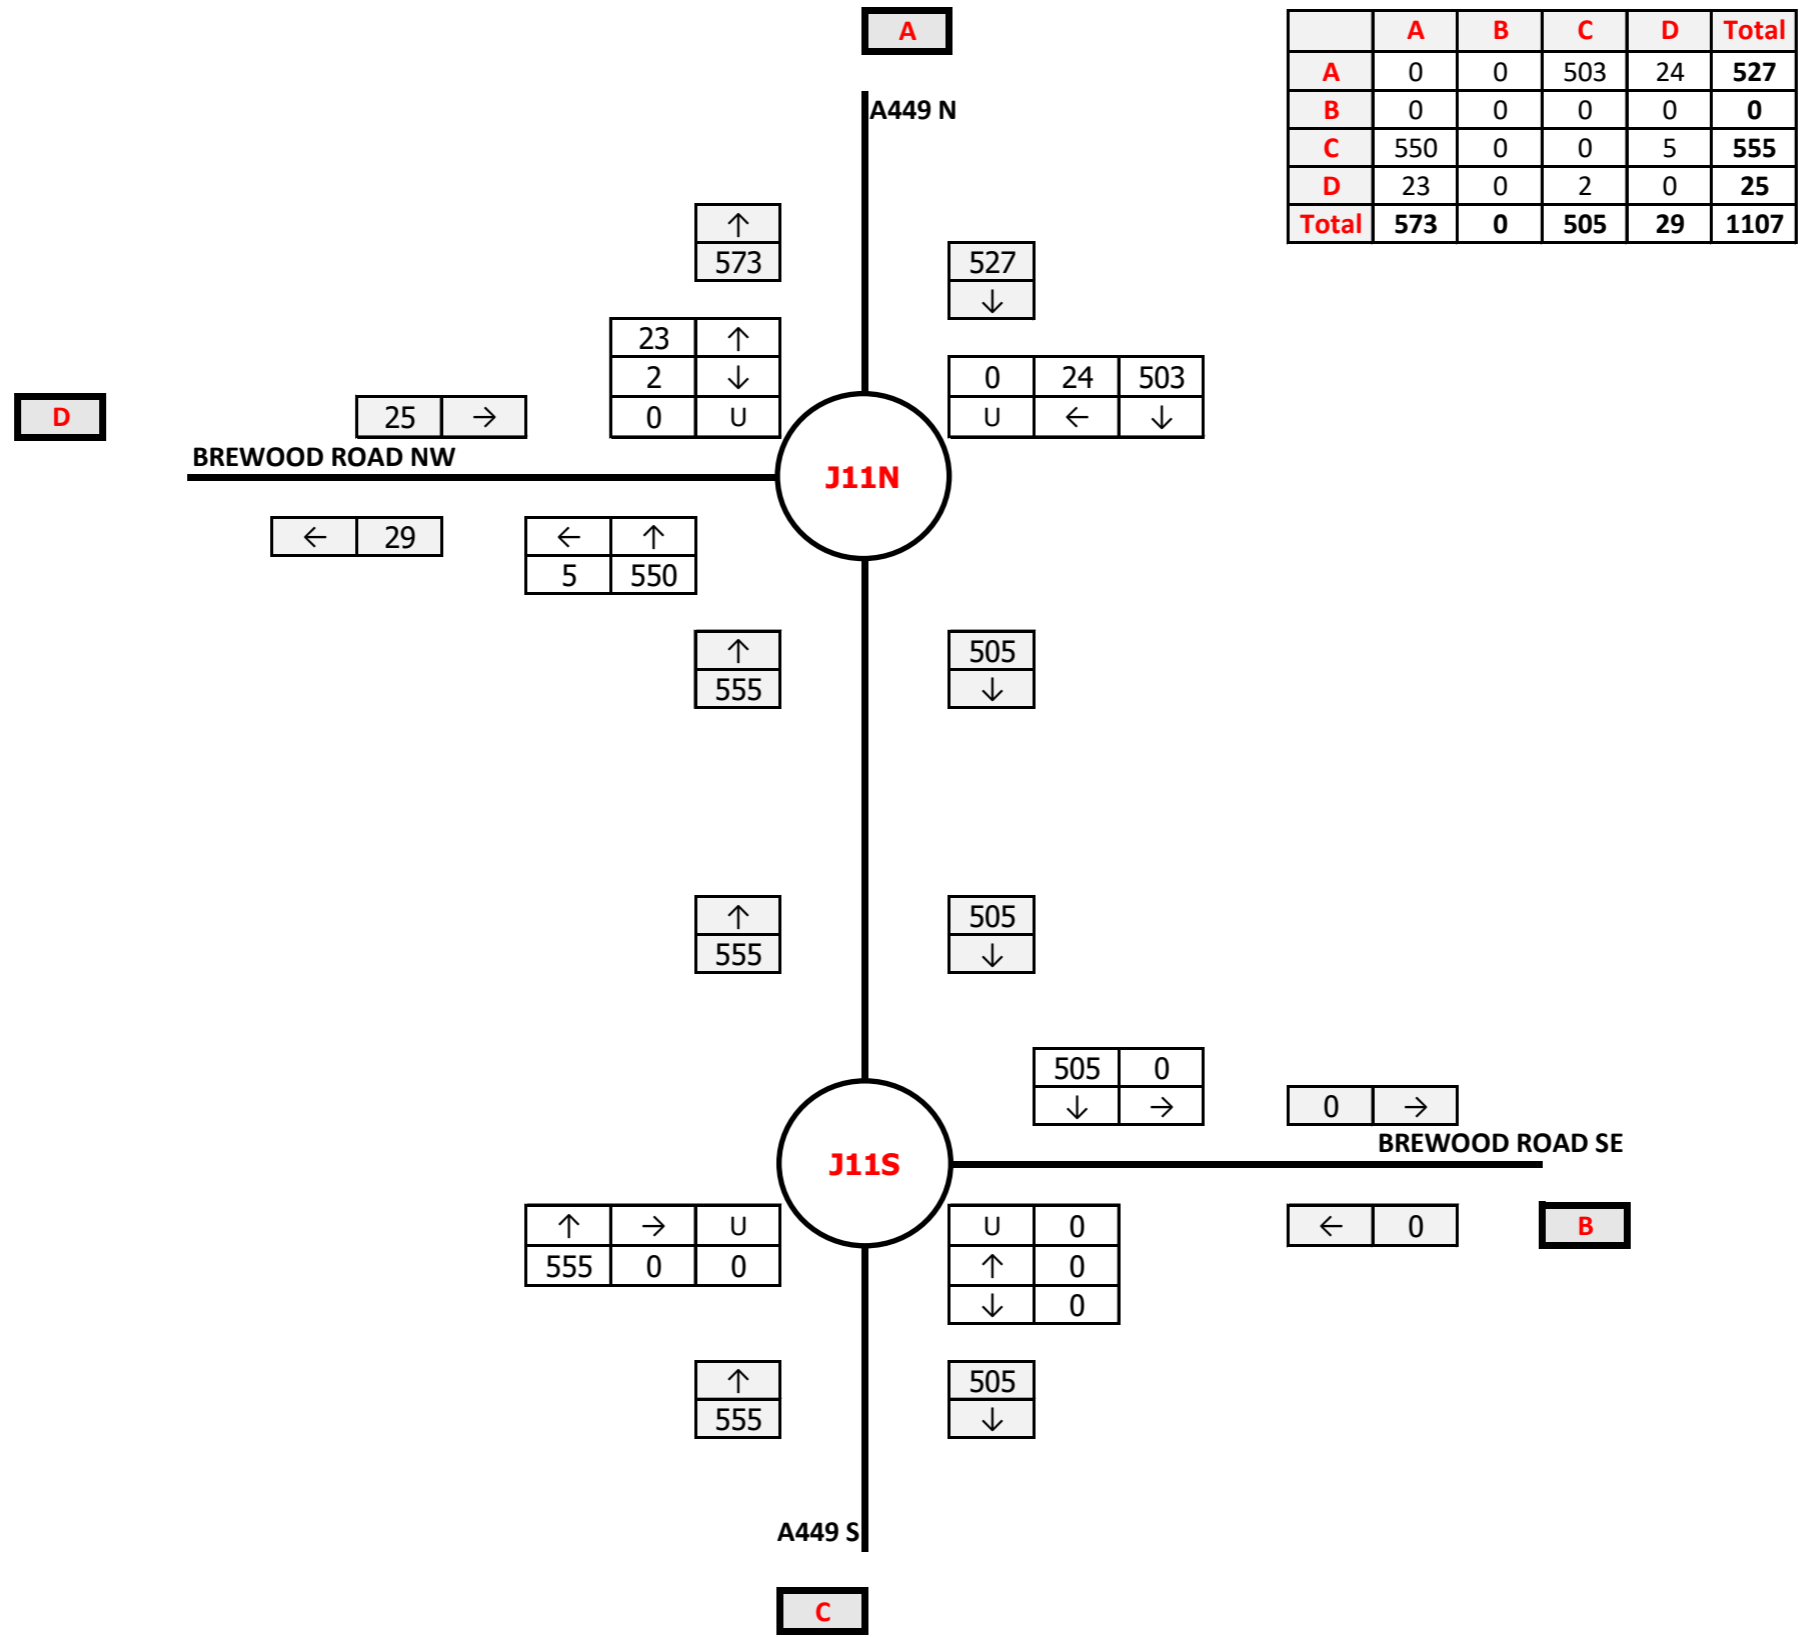 A
A B C D Total
A 0 0 503 24 527
B 0 0 0 0 0
C 550 0 0 5 555
D 23 0 2 0 25
Total 573 0 505 29 1107
A449 N
↑
573
527
↓
23 ↑
2 ↓
0 U
0 24 503
U ← ↓
D
25 →
BREWOOD ROAD NW
J11N
← 29
← ↑
5 550
↑
555
505
↓
↑
555
505
↓
505 0
↓ →
0 →
BREWOOD ROAD SE
J11S
↑ → U
555 0 0
U 0
↑ 0
↓ 0
← 0
B
↑
555
505
↓
A449 S
C